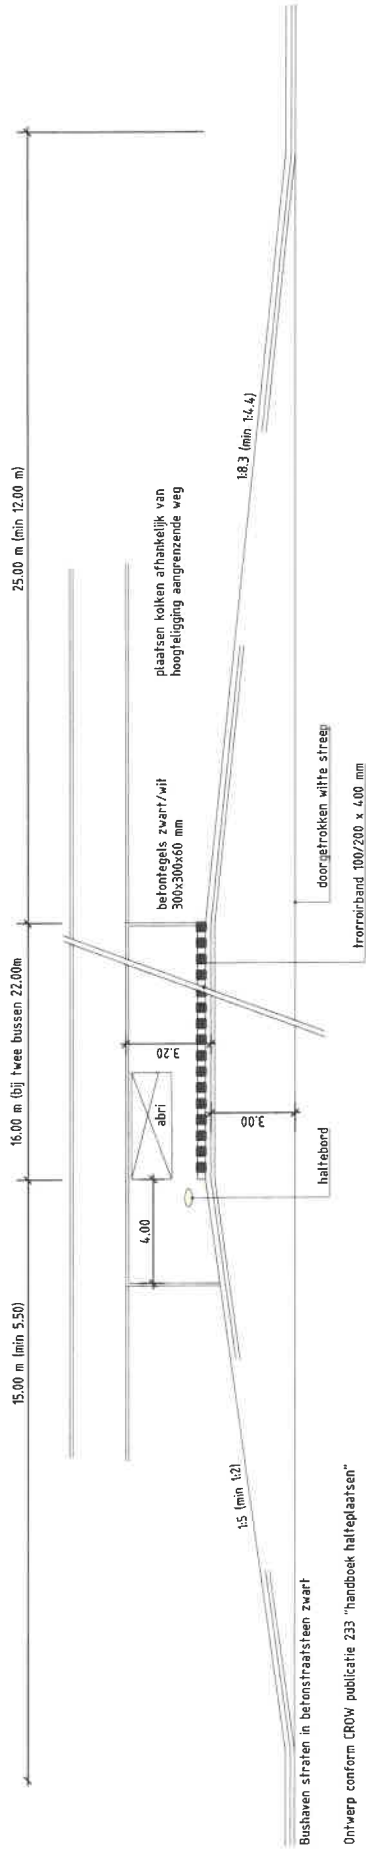 15.00 m (min 5.50)
16.00 m (bij twee bussen 22.00m
25.00 m (min 12.00 m)
4.00
abri
3.20
betontegels zwart/wit
300x300x60 mm
plaatsen kolken afhankelijk van
hoogteligging aangrenzende weg
1:5 (min 1:2)
3.00
1:8.3 (min 1:4.4)
haltebord
doorgetrokken witte streep
trorroirband 100/200 x 400 mm
Bushaven straten in betonstraatsteen zwart
Ontwerp conform CROW publicatie 233 "handboek halteplaatsen"